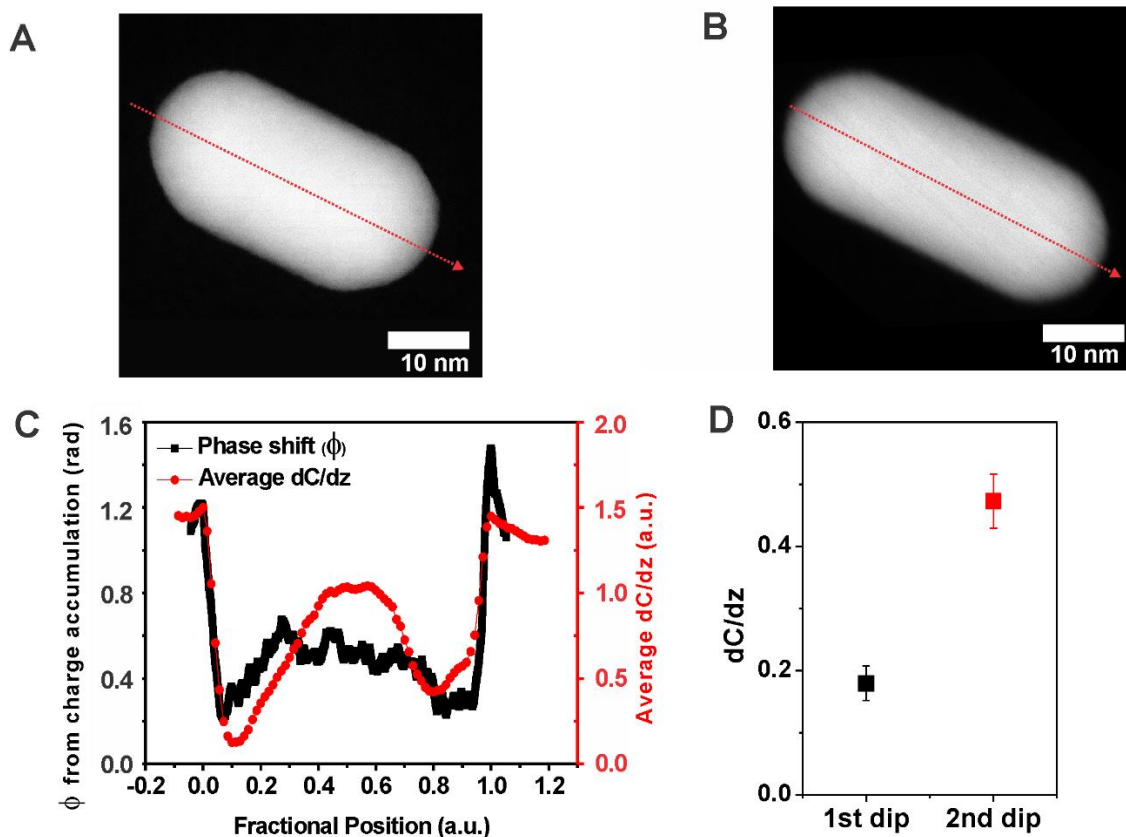 A
B
10 nm
10 nm
C
1.6
1.2
0.8
0.4
0.0
ϕ from charge accumulation (rad)
Phase shift (ϕ)
Average dC/dz
2.0
1.5
1.0
0.5
0.0
Average dC/dz (a.u.)
-0.2 0.0 0.2 0.4 0.6 0.8 1.0 1.2
Fractional Position (a.u.)
D
0.6
0.4
0.2
0.0
dC/dz
1st dip 2nd dip